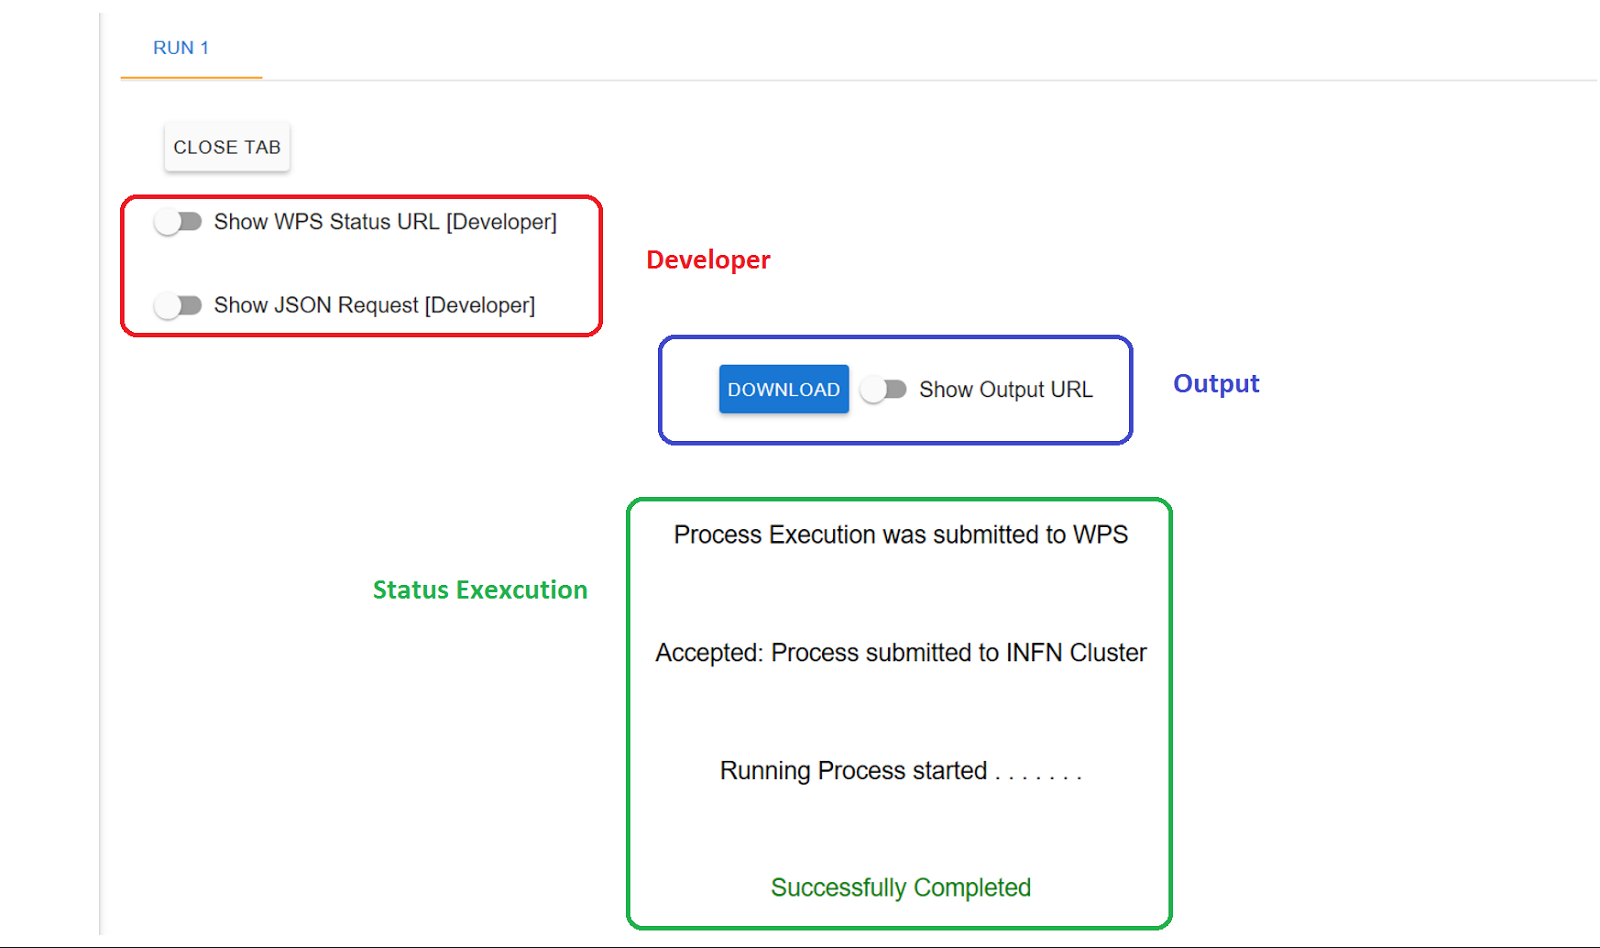 RUN 1
CLOSE TAB
Show WPS Status URL [Developer]
Developer
Show JSON Request [Developer]
DOWNLOAD Show Output URL
Output
Process Execution was submitted to WPS
Status Exexcution
Accepted: Process submitted to INFN Cluster
Running Process started . . . . . . .
Successfully Completed